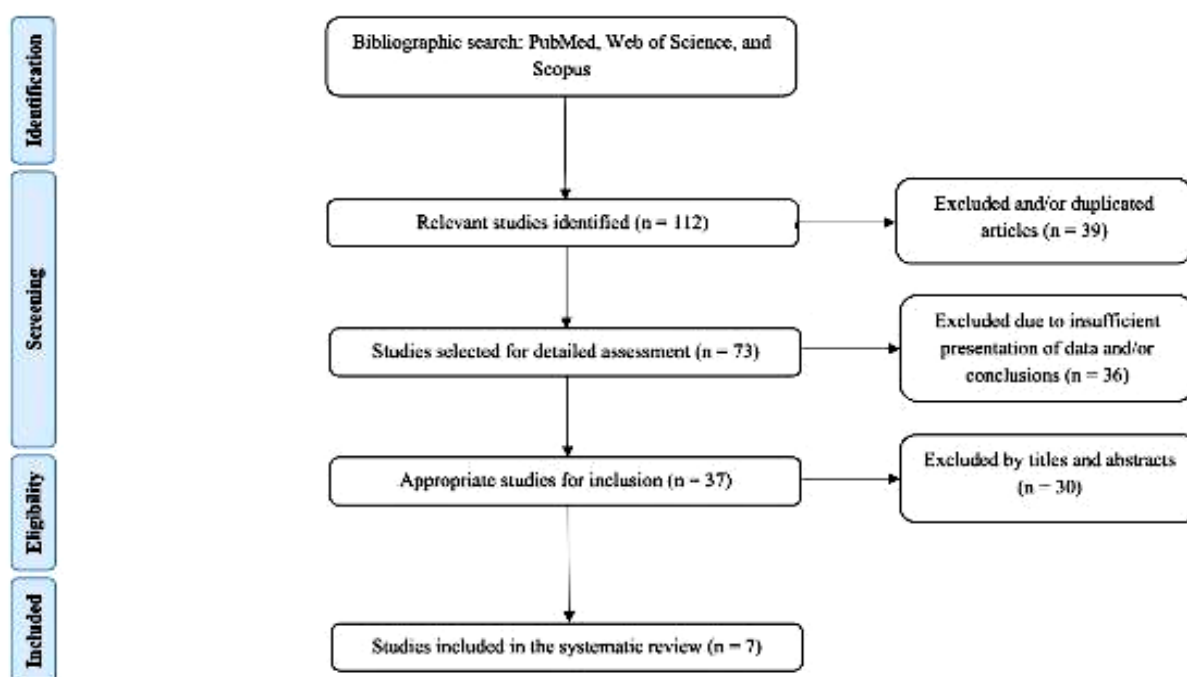 Identification
Bibliographic search: PubMed, Web of Science, and
Scopus
Screening
Relevant studies identified (n = 112)
Excluded and/or duplicated
articles (n = 39)
Studies selected for detailed assessment (n = 73)
Excluded due to insufficient
presentation of data and/or
conclusions (n = 36)
Eligibility
Appropriate studies for inclusion (n = 37)
Excluded by titles and abstracts
(n = 30)
Included
Studies included in the systematic review (n = 7)